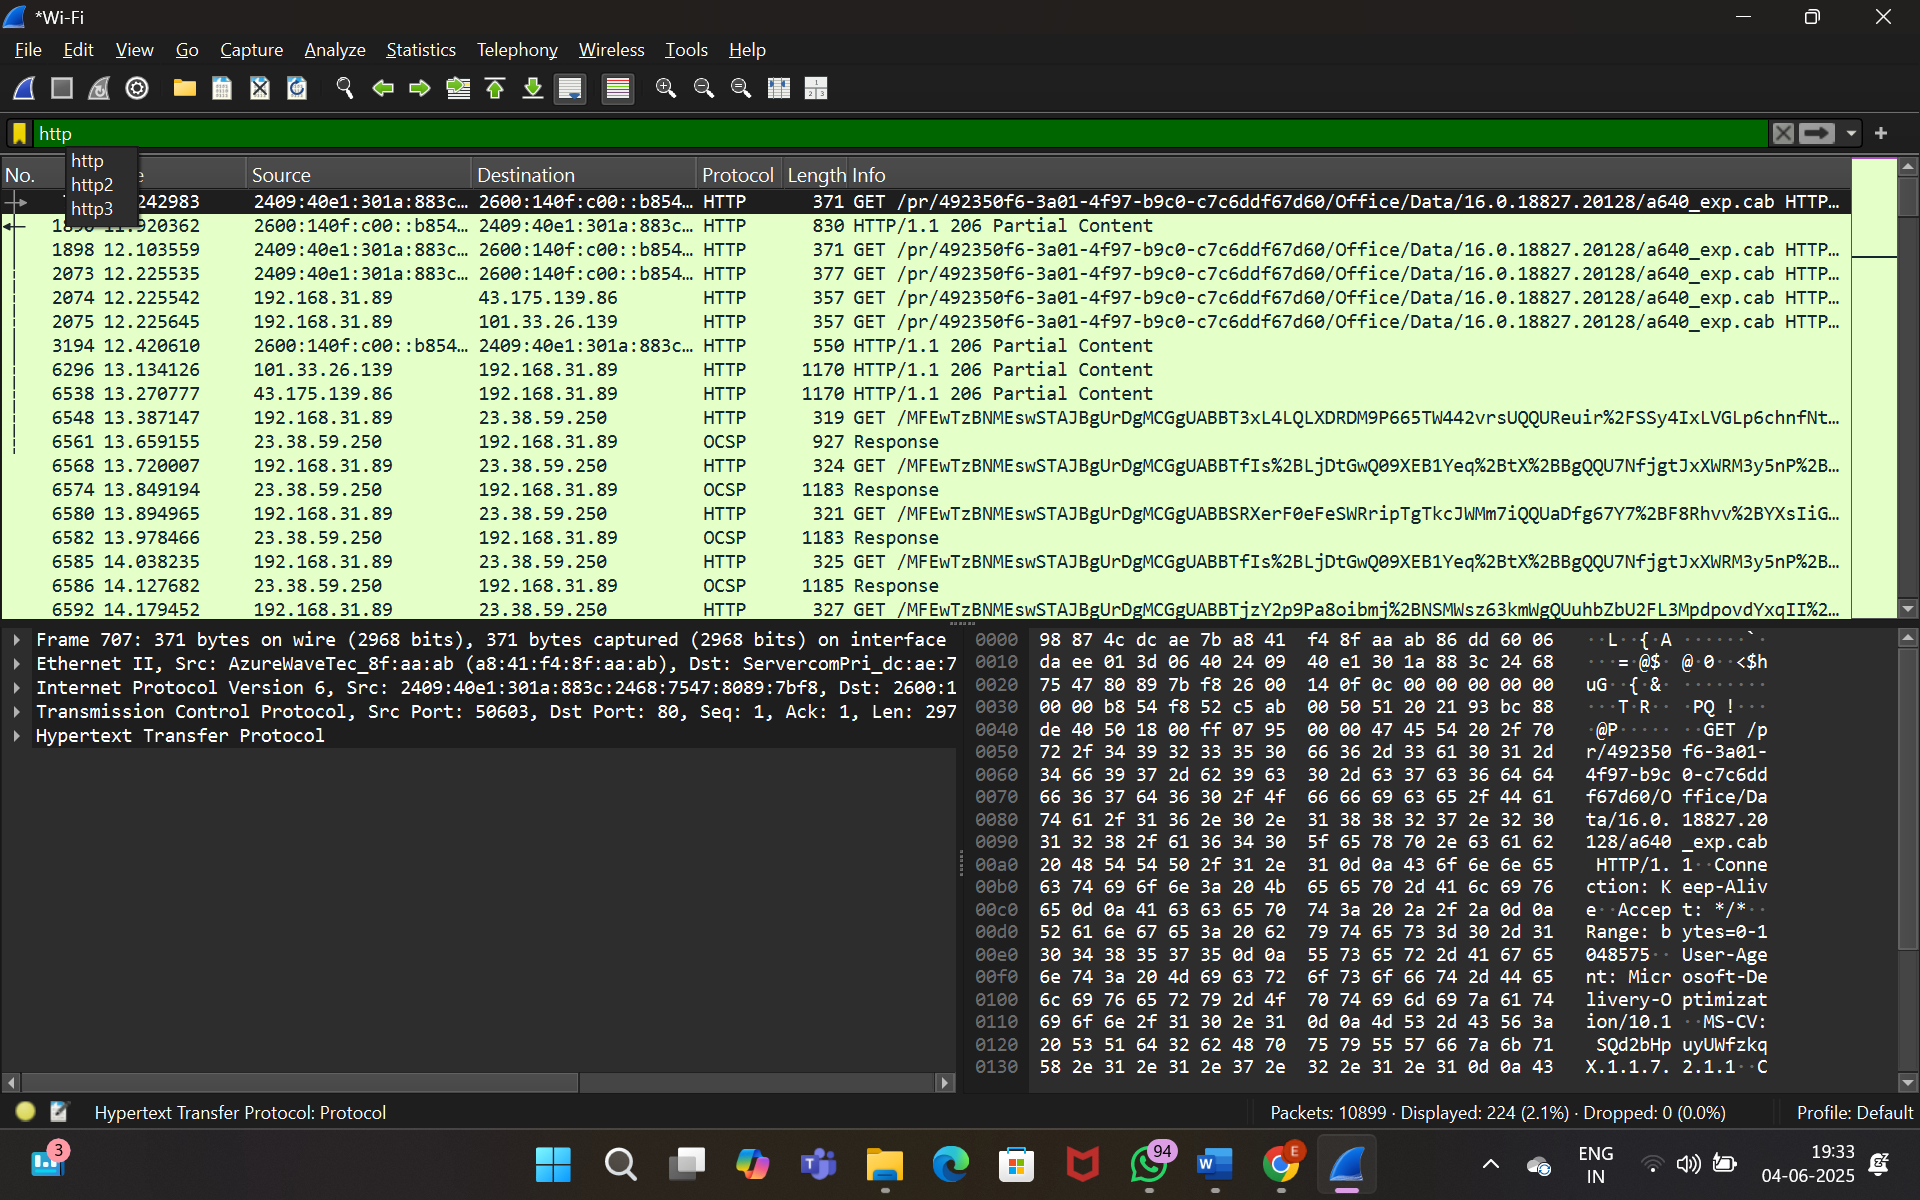 *Wi-Fi
File Edit View Go Capture Analyze Statistics Telephony Wireless Tools Help
http
http
http2
http3
No. Source Destination Protocol Length Info
242983 2409:40e1:301a:883c… 2600:140f:c00::b854… HTTP 371 GET /pr/492350f6-3a01-4f97-b9c0-c7c6ddf67d60/Office/Data/16.0.18827.20128/a640_exp.cab HTTP…
920362 2600:140f:c00::b854… 2409:40e1:301a:883c… HTTP 830 HTTP/1.1 206 Partial Content
1898 12.103559 2409:40e1:301a:883c… 2600:140f:c00::b854… HTTP 371 GET /pr/492350f6-3a01-4f97-b9c0-c7c6ddf67d60/Office/Data/16.0.18827.20128/a640_exp.cab HTTP…
2073 12.225535 2409:40e1:301a:883c… 2600:140f:c00::b854… HTTP 377 GET /pr/492350f6-3a01-4f97-b9c0-c7c6ddf67d60/Office/Data/16.0.18827.20128/a640_exp.cab HTTP…
2074 12.225542 192.168.31.89 43.175.139.86 HTTP 357 GET /pr/492350f6-3a01-4f97-b9c0-c7c6ddf67d60/Office/Data/16.0.18827.20128/a640_exp.cab HTTP…
2075 12.225645 192.168.31.89 101.33.26.139 HTTP 357 GET /pr/492350f6-3a01-4f97-b9c0-c7c6ddf67d60/Office/Data/16.0.18827.20128/a640_exp.cab HTTP…
3194 12.420610 2600:140f:c00::b854… 2409:40e1:301a:883c… HTTP 550 HTTP/1.1 206 Partial Content
6296 13.134126 101.33.26.139 192.168.31.89 HTTP 1170 HTTP/1.1 206 Partial Content
6538 13.270777 43.175.139.86 192.168.31.89 HTTP 1170 HTTP/1.1 206 Partial Content
6548 13.387147 192.168.31.89 23.38.59.250 HTTP 319 GET /MFEwTzBNMEswSTAJBgUrDgMCGgUABBT3xL4LQLXDRDM9P665TW442vrsUQQUReuir%2FSSy4IxLVGLp6chnfNt…
6561 13.659155 23.38.59.250 192.168.31.89 OCSP 927 Response
6568 13.720007 192.168.31.89 23.38.59.250 HTTP 324 GET /MFEwTzBNMEswSTAJBgUrDgMCGgUABBTfIs%2BLjDtGwQ09XEB1Yeq%2BtX%2BBgQQU7NfjgtJxXWRM3y5nP%2B…
6574 13.849194 23.38.59.250 192.168.31.89 OCSP 1183 Response
6580 13.894965 192.168.31.89 23.38.59.250 HTTP 321 GET /MFEwTzBNMEswSTAJBgUrDgMCGgUABBSRXerF0eFeSWRripTgTkcJWMm7iQQUaDfg67Y7%2BF8Rhvv%2BYXsIiG…
6582 13.978466 23.38.59.250 192.168.31.89 OCSP 1183 Response
6585 14.038235 192.168.31.89 23.38.59.250 HTTP 325 GET /MFEwTzBNMEswSTAJBgUrDgMCGgUABBTfIs%2BLjDtGwQ09XEB1Yeq%2BtX%2BBgQQU7NfjgtJxXWRM3y5nP%2B…
6586 14.127682 23.38.59.250 192.168.31.89 OCSP 1185 Response
6592 14.179452 192.168.31.89 23.38.59.250 HTTP 327 GET /MFEwTzBNMEswSTAJBgUrDgMCGgUABBTjzY2p9Pa8oibmj%2BNSMWsz63kmWgQUuhbZbU2FL3MpdpovdYxqII%2…
Frame 707: 371 bytes on wire (2968 bits), 371 bytes captured (2968 bits) on interface
Ethernet II, Src: AzureWaveTec_8f:aa:ab (a8:41:f4:8f:aa:ab), Dst: ServercomPri_dc:ae:7
Internet Protocol Version 6, Src: 2409:40e1:301a:883c:2468:7547:8089:7bf8, Dst: 2600:1
Transmission Control Protocol, Src Port: 50603, Dst Port: 80, Seq: 1, Ack: 1, Len: 297
Hypertext Transfer Protocol
0000 98 87 4c dc ae 7b a8 41 f4 8f aa ab 86 dd 60 06 ··L··{·A ······`·
0010 da ee 01 3d 06 40 24 09 40 e1 30 1a 88 3c 24 68 ···=·@$· @·0··<$h
0020 75 47 80 89 7b f8 26 00 14 0f 0c 00 00 00 00 00 uG··{·&· ········
0030 00 00 b8 54 f8 52 c5 ab 00 50 51 20 21 93 bc 88 ···T·R·· ·PQ !···
0040 de 40 50 18 00 ff 07 95 00 00 47 45 54 20 2f 70 ·@P····· ··GET /p
0050 72 2f 34 39 32 33 35 30 66 36 2d 33 61 30 31 2d r/492350 f6-3a01-
0060 34 66 39 37 2d 62 39 63 30 2d 63 37 63 36 64 64 4f97-b9c 0-c7c6dd
0070 66 36 37 64 36 30 2f 4f 66 66 69 63 65 2f 44 61 f67d60/O ffice/Da
0080 74 61 2f 31 36 2e 30 2e 31 38 38 32 37 2e 32 30 ta/16.0. 18827.20
0090 31 32 38 2f 61 36 34 30 5f 65 78 70 2e 63 61 62 128/a640 _exp.cab
00a0 20 48 54 54 50 2f 31 2e 31 0d 0a 43 6f 6e 6e 65 HTTP/1. 1··Conne
00b0 63 74 69 6f 6e 3a 20 4b 65 65 70 2d 41 6c 69 76 ction: K eep-Aliv
00c0 65 0d 0a 41 63 63 65 70 74 3a 20 2a 2f 2a 0d 0a e··Accep t: */*··
00d0 52 61 6e 67 65 3a 20 62 79 74 65 73 3d 30 2d 31 Range: b ytes=0-1
00e0 30 34 38 35 37 35 0d 0a 55 73 65 72 2d 41 67 65 048575·· User-Age
00f0 6e 74 3a 20 4d 69 63 72 6f 73 6f 66 74 2d 44 65 nt: Micr osoft-De
0100 6c 69 76 65 72 79 2d 4f 70 74 69 6d 69 7a 61 74 livery-O ptimizat
0110 69 6f 6e 2f 31 30 2e 31 0d 0a 4d 53 2d 43 56 3a ion/10.1 ··MS-CV:
0120 20 53 51 64 32 62 48 70 75 79 55 57 66 7a 6b 71 SQd2bHp uyUWfzkq
0130 58 2e 31 2e 31 2e 37 2e 32 2e 31 2e 31 0d 0a 43 X.1.1.7. 2.1.1··C
Hypertext Transfer Protocol: Protocol
Packets: 10899 · Displayed: 224 (2.1%) · Dropped: 0 (0.0%)
Profile: Default
3
94
E
ENG
IN
19:33
04-06-2025